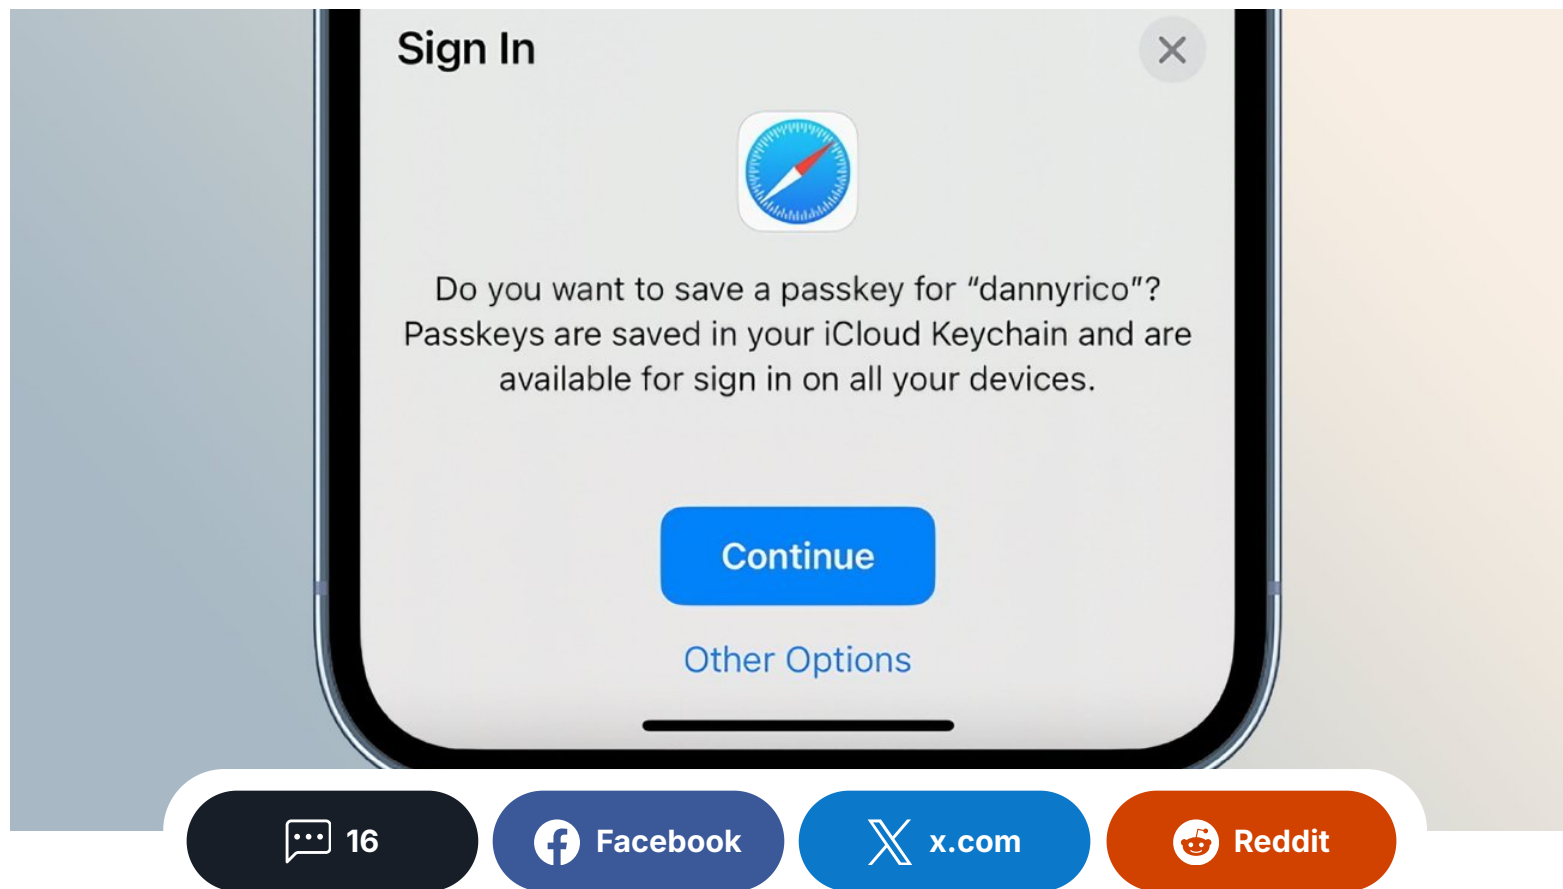 Sign In
Do you want to save a passkey for “dannyrico”?
Passkeys are saved in your iCloud Keychain and are
available for sign in on all your devices.
Continue
Other Options
16
Facebook
x.com
Reddit